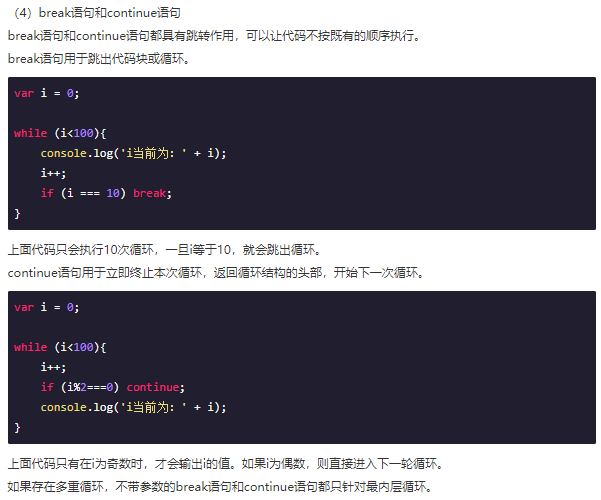 （4）break语句和continue语句
break语句和continue语句都具有跳转作用，可以让代码不按既有的顺序执行。
break语句用于跳出代码块或循环。
var i = 0;
while (i<100){
    console.log('i当前为：' + i);
    i++;
    if (i === 10) break;
}
上面代码只会执行10次循环，一旦i等于10，就会跳出循环。
continue语句用于立即终止本次循环，返回循环结构的头部，开始下一次循环。
var i = 0;
while (i<100){
    i++;
    if (i%2===0) continue;
    console.log('i当前为：' + i);
}
上面代码只有在i为奇数时，才会输出i的值。如果i为偶数，则直接进入下一轮循环。
如果存在多重循环，不带参数的break语句和continue语句都只针对最内层循环。